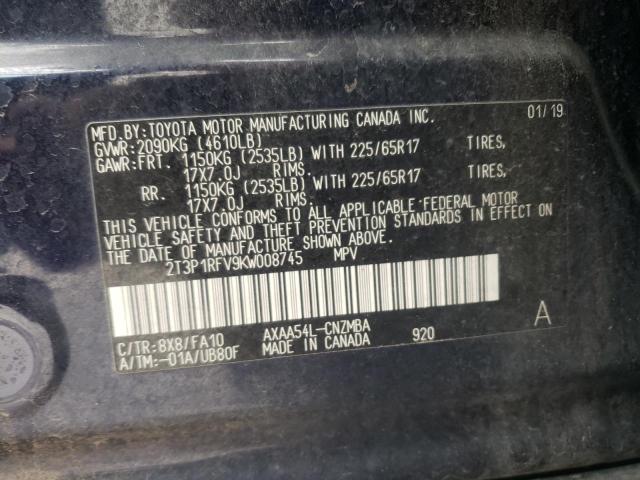 MFD.BY:TOYOTA MOTOR MANUFACTURING CANADA INC. 01/19
GVWR:2090KG (4610LB)
GAWR:FRT. 1150KG (2535LB) WITH 225/65R17 TIRES,
17X7.0J RIMS.
RR. 1150KG (2535LB) WITH 225/65R17 TIRES,
17X7.0J RIMS.
THIS VEHICLE CONFORMS TO ALL APPLICABLE FEDERAL MOTOR
VEHICLE SAFETY AND THEFT PREVENTION STANDARDS IN EFFECT ON
THE DATE OF MANUFACTURE SHOWN ABOVE.
2T3P1RFV9KW008745 MPV
C/TR:8X8/FA10 AXAA54L-CNZMBA 920 A
A/TM:-01A/UB80F MADE IN CANADA